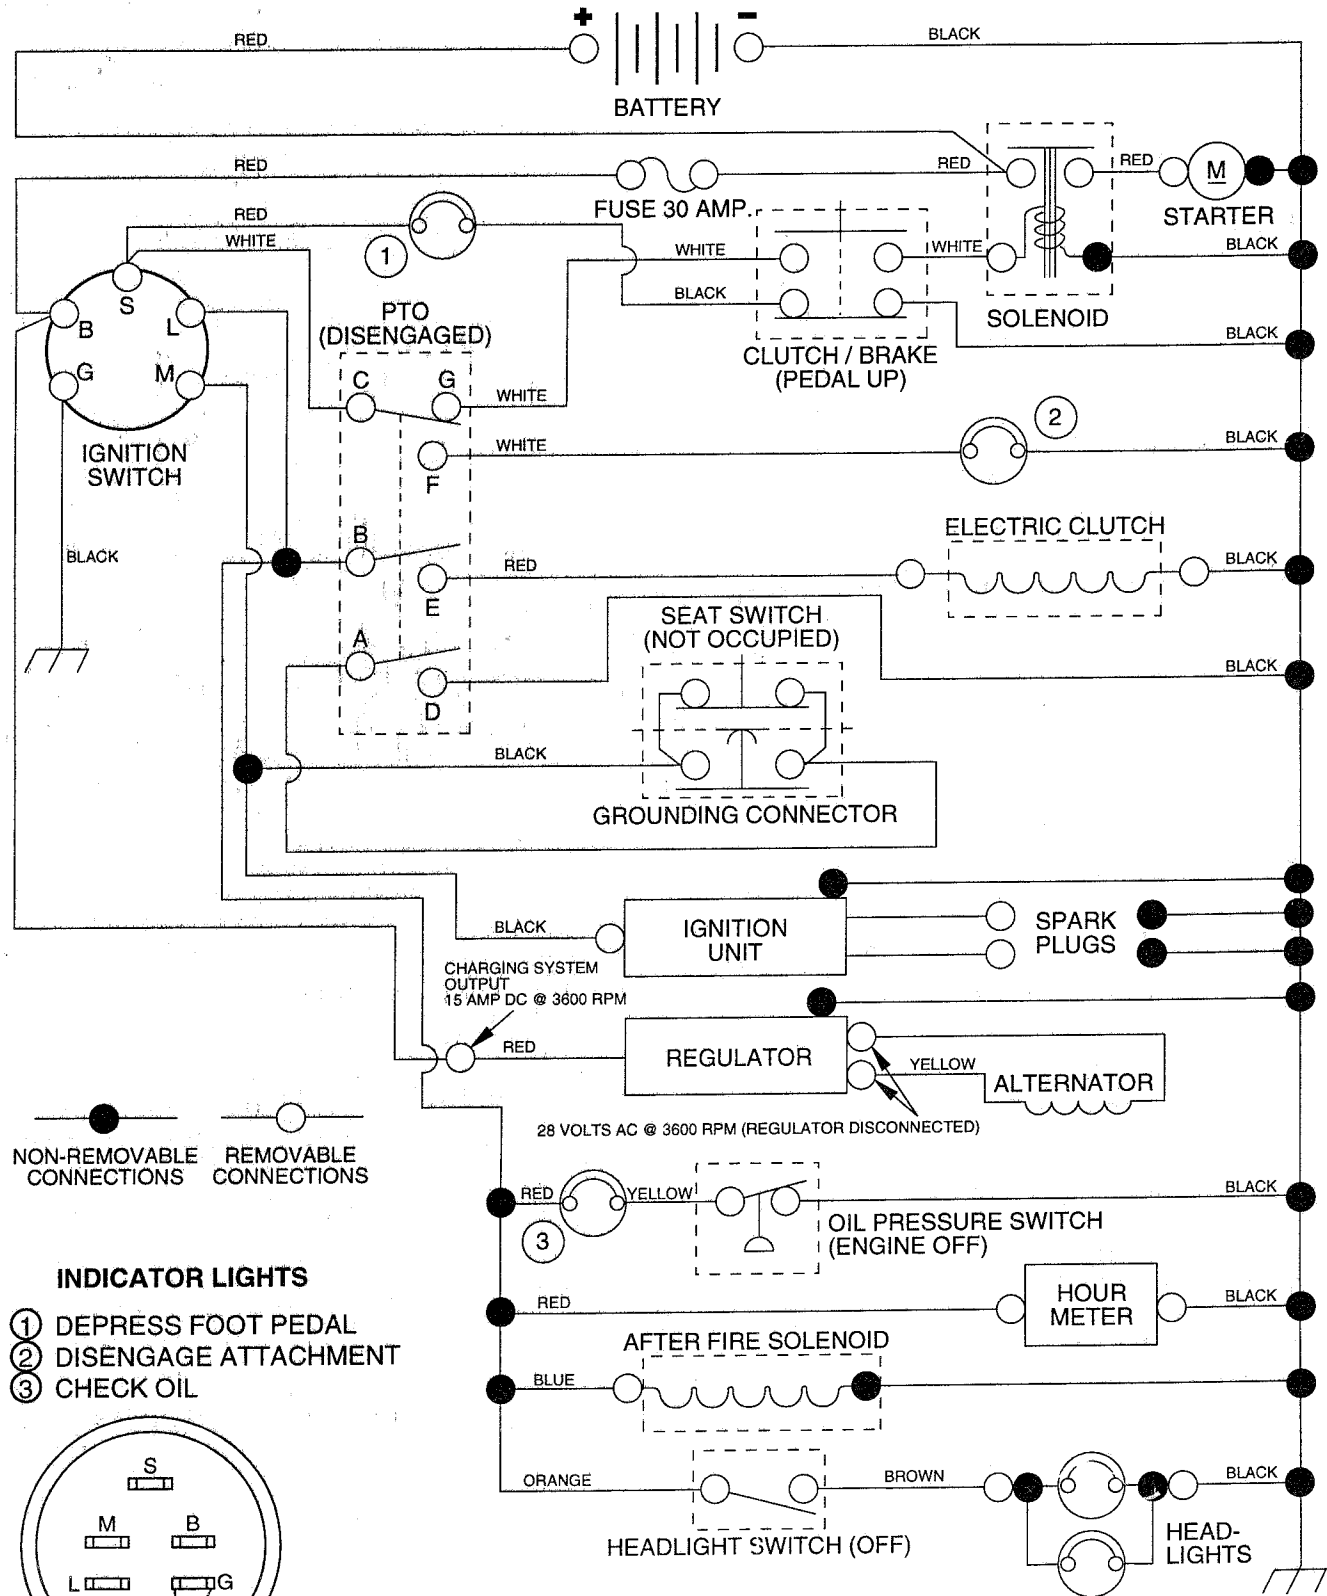 + −
RED
BLACK
BATTERY
RED
RED
RED
M
FUSE 30 AMP.
STARTER
RED
WHITE
1
WHITE
WHITE
BLACK
BLACK
S
B
L
G
M
IGNITION
SWITCH
PTO
(DISENGAGED)
SOLENOID
BLACK
CLUTCH / BRAKE
(PEDAL UP)
C
G
WHITE
2
F
WHITE
BLACK
BLACK
B
E
RED
ELECTRIC CLUTCH
BLACK
A
D
SEAT SWITCH
(NOT OCCUPIED)
BLACK
BLACK
GROUNDING CONNECTOR
BLACK
IGNITION
UNIT
SPARK
PLUGS
CHARGING SYSTEM
OUTPUT
15 AMP DC @ 3600 RPM
RED
REGULATOR
YELLOW
ALTERNATOR
28 VOLTS AC @ 3600 RPM (REGULATOR DISCONNECTED)
NON-REMOVABLE
CONNECTIONS
REMOVABLE
CONNECTIONS
RED
YELLOW
BLACK
3
OIL PRESSURE SWITCH
(ENGINE OFF)
RED
HOUR
METER
BLACK
AFTER FIRE SOLENOID
BLUE
ORANGE
BROWN
BLACK
HEADLIGHT SWITCH (OFF)
HEAD-
LIGHTS
INDICATOR LIGHTS
1 DEPRESS FOOT PEDAL
2 DISENGAGE ATTACHMENT
3 CHECK OIL
S
M B
L G